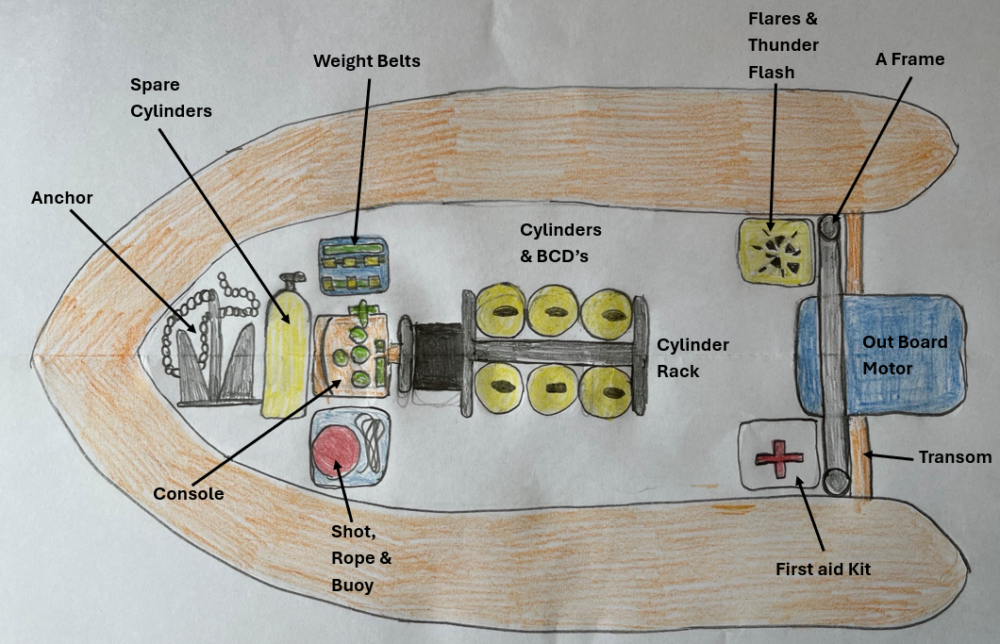 Flares &
Thunder
Flash
A Frame
Weight Belts
Spare
Cylinders
Anchor
Cylinders
& BCD's
Cylinder
Rack
Out Board
Motor
Transom
Console
Shot,
Rope &
Buoy
First aid Kit